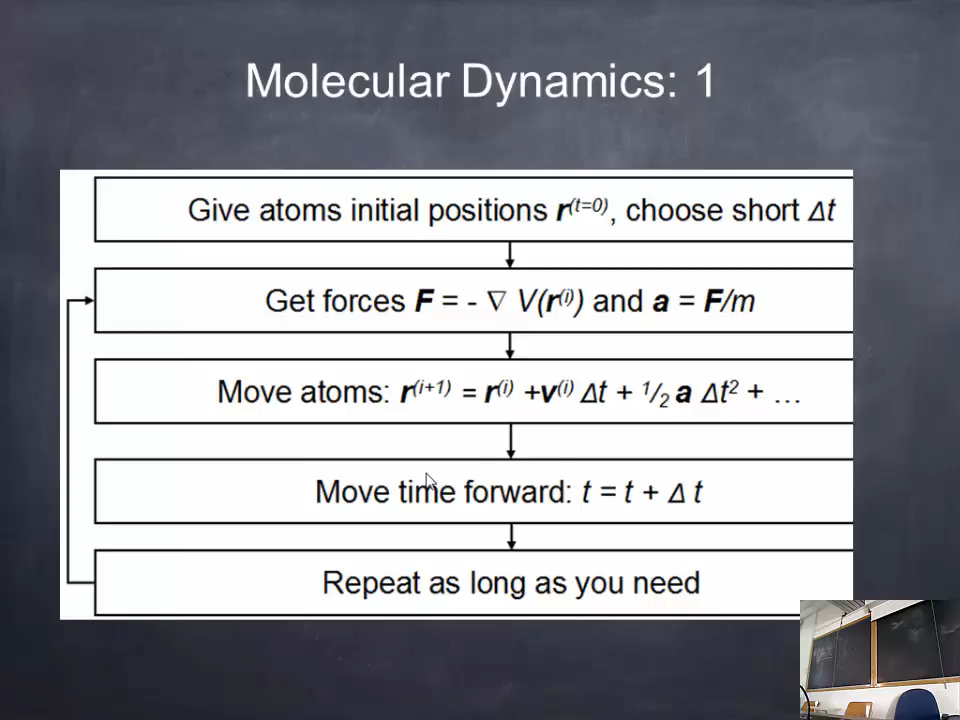 Molecular Dynamics: 1
Give atoms initial positions r^(t=0), choose short Δt
Get forces F = - ∇ V(r^(i)) and a = F/m
Move atoms: r^(i+1) = r^(i) +v^(i) Δt + ¹/₂ a Δt² + …
Move time forward: t = t + Δ t
Repeat as long as you need